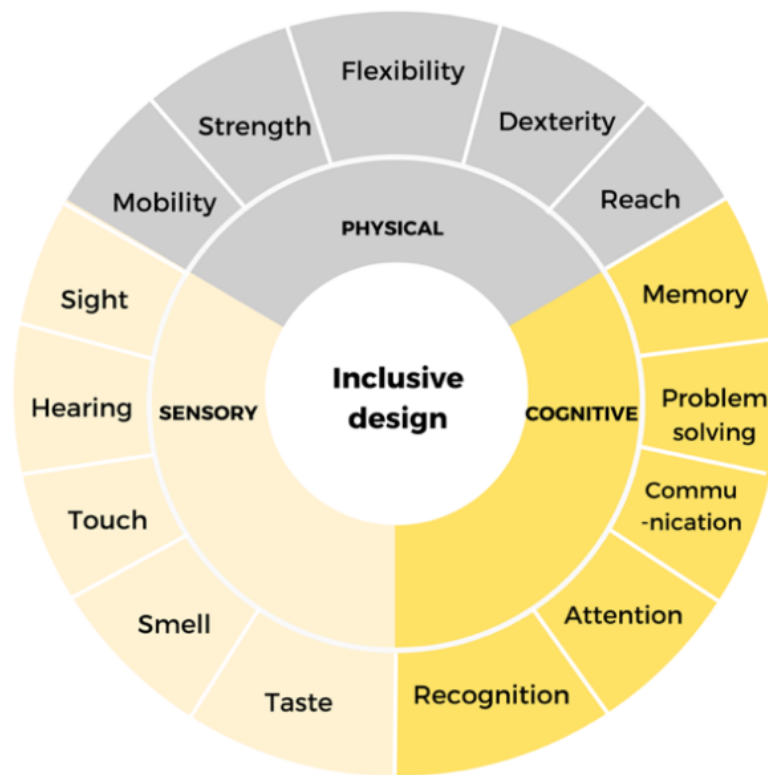 Flexibility
Strength
Dexterity
Mobility
Reach
PHYSICAL
Sight
Memory
Inclusive
design
Hearing
SENSORY
COGNITIVE
Problem
solving
Touch
Commu
-nication
Smell
Attention
Taste
Recognition